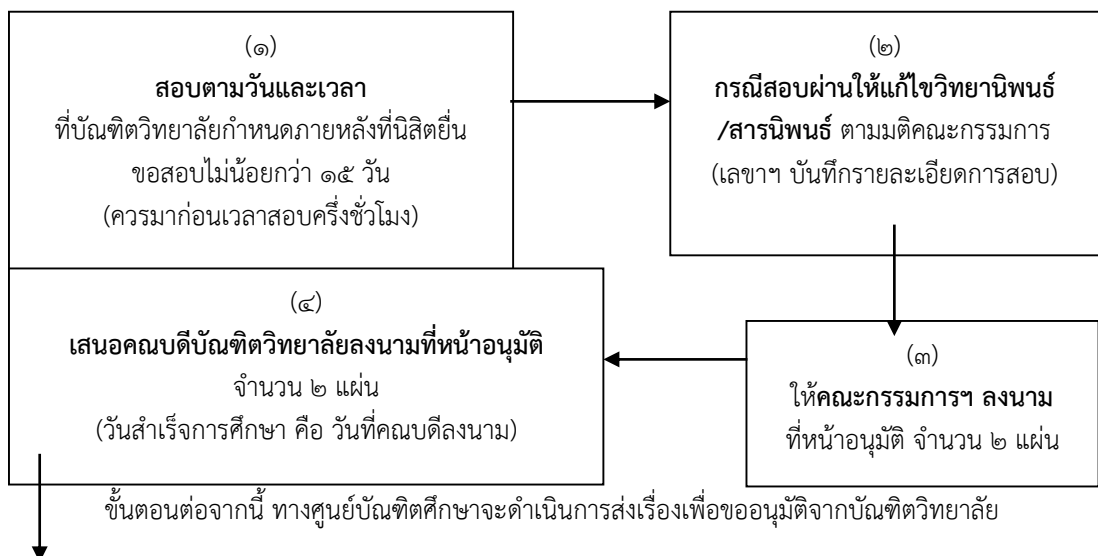 (๑)
สอบตามวันและเวลา
ที่บัณฑิตวิทยาลัยกำหนดภายหลังที่นิสิตยื่น
ขอสอบไม่น้อยกว่า ๑๕ วัน
(ควรมาก่อนเวลาสอบครึ่งชั่วโมง)
(๒)
กรณีสอบผ่านให้แก้ไขวิทยานิพนธ์
/สารนิพนธ์ ตามมติคณะกรรมการ
(เลขาฯ บันทึกรายละเอียดการสอบ)
(๓)
ให้คณะกรรมการฯ ลงนาม
ที่หน้าอนุมัติ จำนวน ๒ แผ่น
(๔)
เสนอคณบดีบัณฑิตวิทยาลัยลงนามที่หน้าอนุมัติ
จำนวน ๒ แผ่น
(วันสำเร็จการศึกษา คือ วันที่คณบดีลงนาม)
ขั้นตอนต่อจากนี้ ทางศูนย์บัณฑิตศึกษาจะดำเนินการส่งเรื่องเพื่อขออนุมัติจากบัณฑิตวิทยาลัย